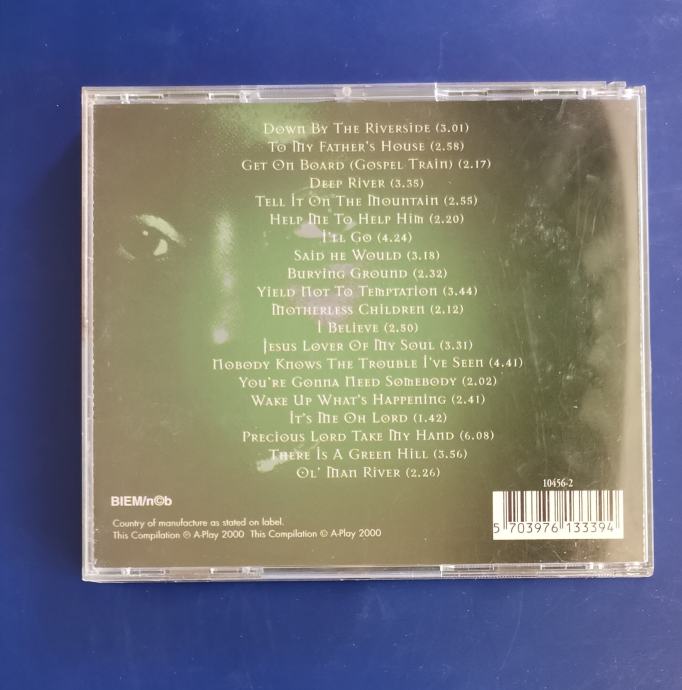 Down By The Riverside (3.01)
To My Father's House (2.58)
Get On Board (Gospel Train) (2.17)
Deep River (3.35)
Tell It On The Mountain (2.55)
Help Me To Help Him (2.20)
I'll Go (4.24)
Said he Would (3.18)
Burying Ground (2.32)
Yield Not To Temptation (3.44)
Motherless Children (2.12)
I Believe (2.50)
Jesus Lover Of My Soul (3.31)
Nobody Knows The Trouble I've Seen (4.41)
You're Gonna Need Somebody (2.02)
Wake Up What's Happening (2.41)
It's Me Oh Lord (1.42)
Precious Lord Take My Hand (6.08)
There Is A Green Hill (3.56)
Ol' Man River (2.26)
10456-2
BIEM/n©b
5 703976 133394
Country of manufacture as stated on label.
This Compilation ℗ A-Play 2000 This Compilation © A-Play 2000